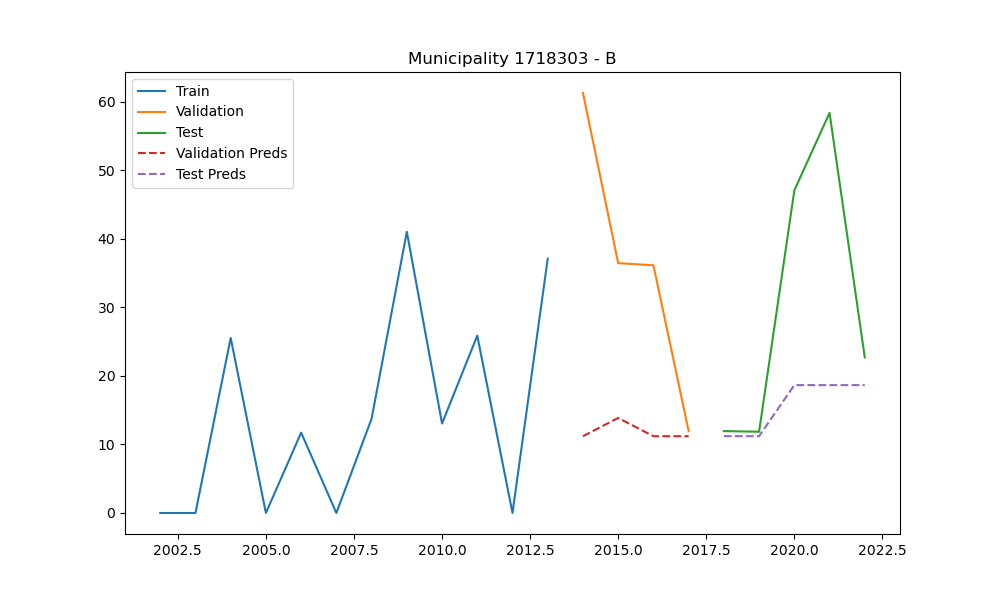 Municipality 1718303 - B
Train
Validation
Test
Validation Preds
Test Preds
60
50
40
30
20
10
0
2002.5 2005.0 2007.5 2010.0 2012.5 2015.0 2017.5 2020.0 2022.5